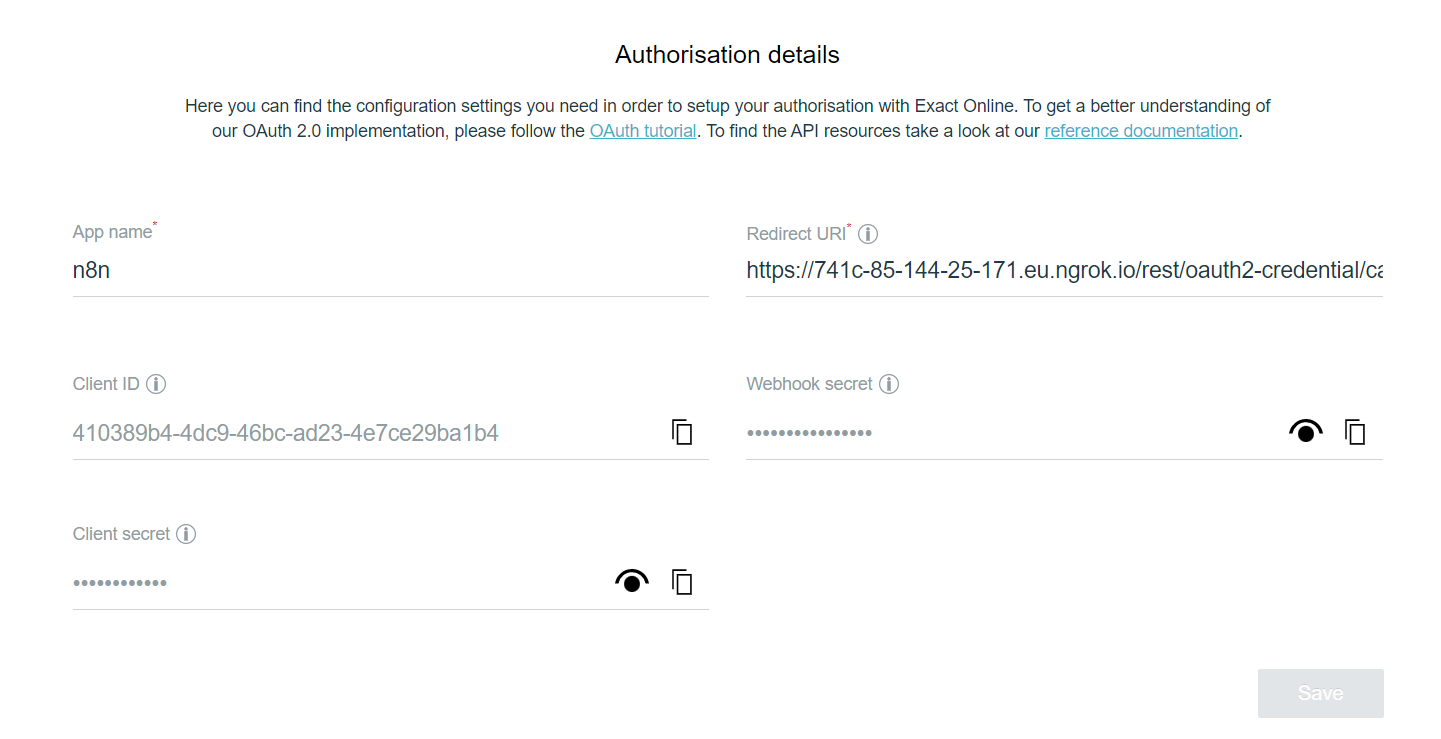 Authorisation details
Here you can find the configuration settings you need in order to setup your authorisation with Exact Online. To get a better understanding of
our OAuth 2.0 implementation, please follow the OAuth tutorial. To find the API resources take a look at our reference documentation.
App name*
n8n
Redirect URI*
https://741c-85-144-25-171.eu.ngrok.io/rest/oauth2-credential/ca
Client ID
410389b4-4dc9-46bc-ad23-4e7ce29ba1b4
Webhook secret
••••••••••••••••
Client secret
••••••••••••
Save